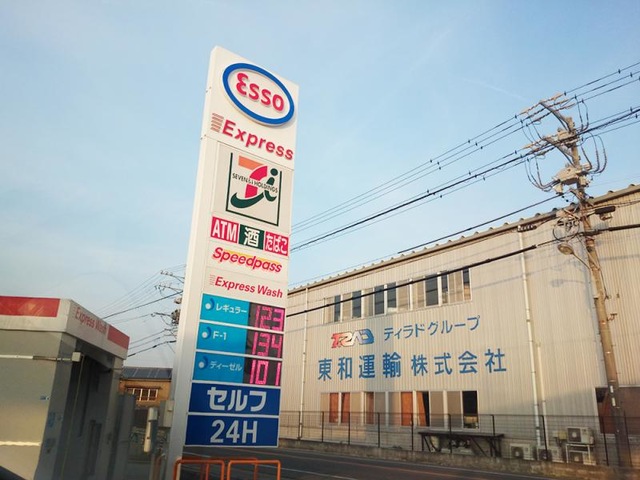 Esso
Express
SEVEN & i HOLDINGS
ATM 酒 たばこ
Speedpass
Express Wash
レギュラー 123
F-1 134
ディーゼル 101
セルフ
24H
Express Wash
T.RAD ティラドグループ
東和運輸株式会社